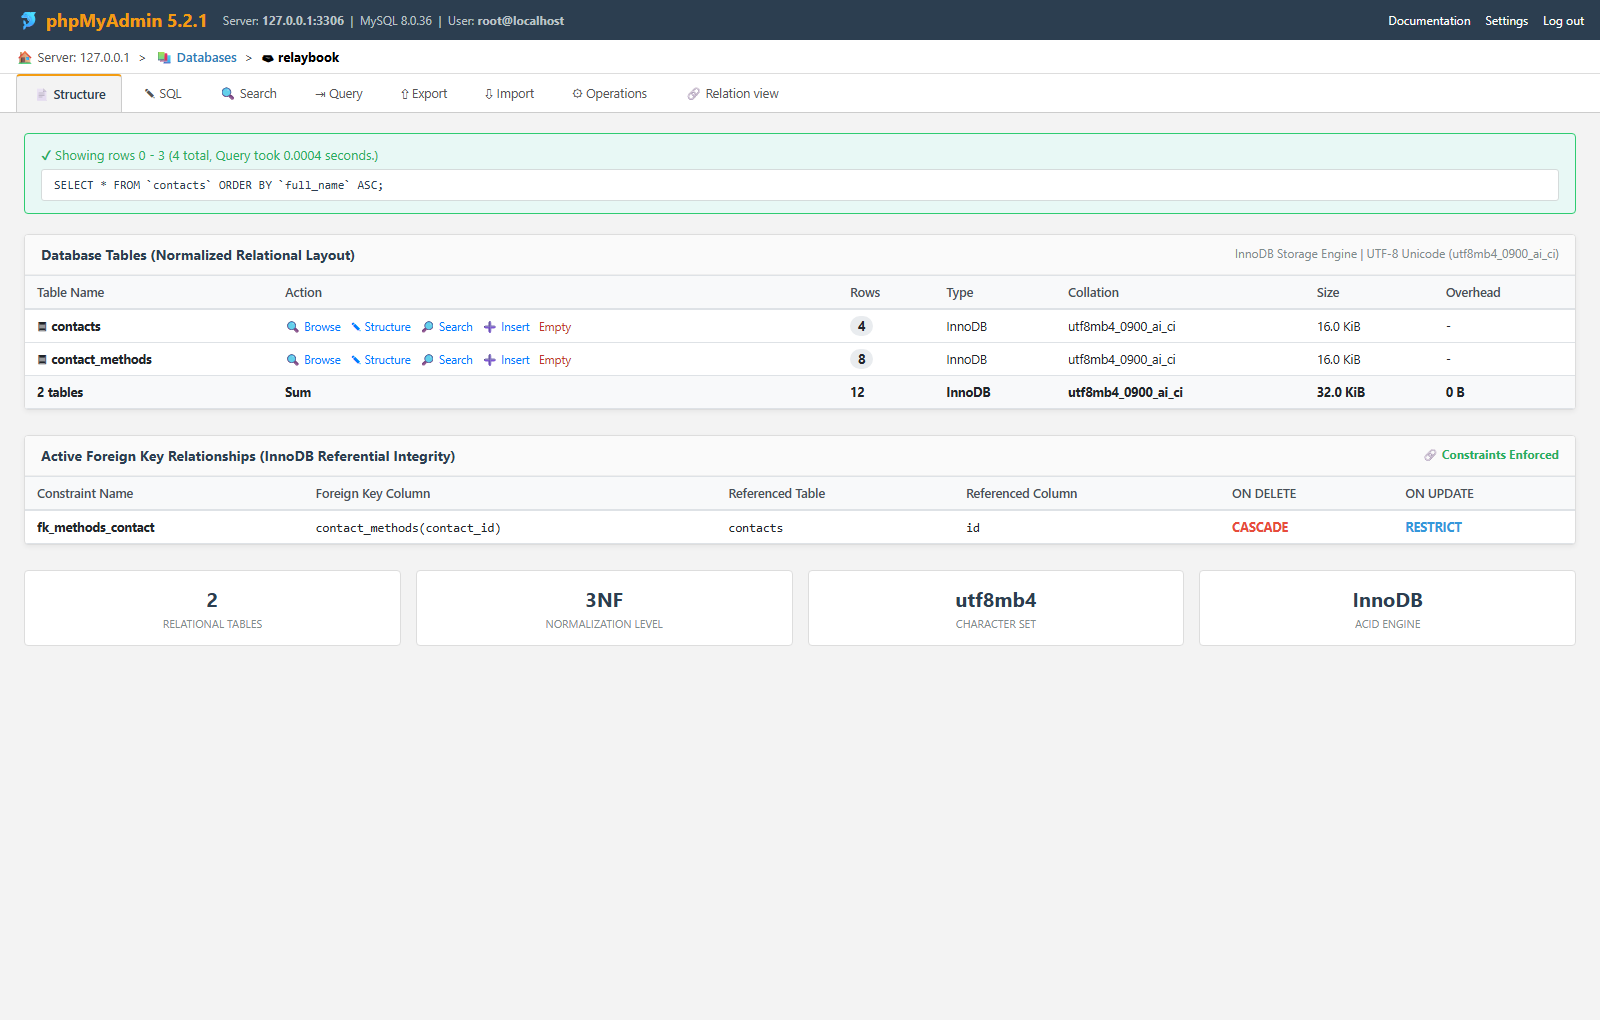 phpMyAdmin 5.2.1 Server: 127.0.0.1:3306 | MySQL 8.0.36 | User: root@localhost Documentation Settings Log out
Server: 127.0.0.1 > Databases > relaybook
Structure SQL Search Query Export Import Operations Relation view
✓ Showing rows 0 - 3 (4 total, Query took 0.0004 seconds.)
SELECT * FROM `contacts` ORDER BY `full_name` ASC;
Database Tables (Normalized Relational Layout) InnoDB Storage Engine | UTF-8 Unicode (utf8mb4_0900_ai_ci)
Table Name Action Rows Type Collation Size Overhead
contacts Browse Structure Search Insert Empty 4 InnoDB utf8mb4_0900_ai_ci 16.0 KiB -
contact_methods Browse Structure Search Insert Empty 8 InnoDB utf8mb4_0900_ai_ci 16.0 KiB -
2 tables Sum 12 InnoDB utf8mb4_0900_ai_ci 32.0 KiB 0 B
Active Foreign Key Relationships (InnoDB Referential Integrity) Constraints Enforced
Constraint Name Foreign Key Column Referenced Table Referenced Column ON DELETE ON UPDATE
fk_methods_contact contact_methods(contact_id) contacts id CASCADE RESTRICT
2 3NF utf8mb4 InnoDB
RELATIONAL TABLES NORMALIZATION LEVEL CHARACTER SET ACID ENGINE